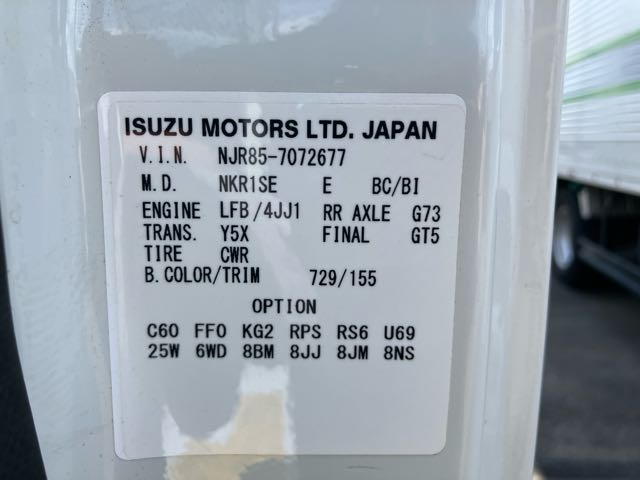 ISUZU MOTORS LTD. JAPAN
V.I.N. NJR85-7072677
M.D. NKR1SE E BC/BI
ENGINE LFB/4JJ1 RR AXLE G73
TRANS. Y5X FINAL GT5
TIRE CWR
B.COLOR/TRIM 729/155
OPTION
C60 FF0 KG2 RPS RS6 U69
25W 6WD 8BM 8JJ 8JM 8NS